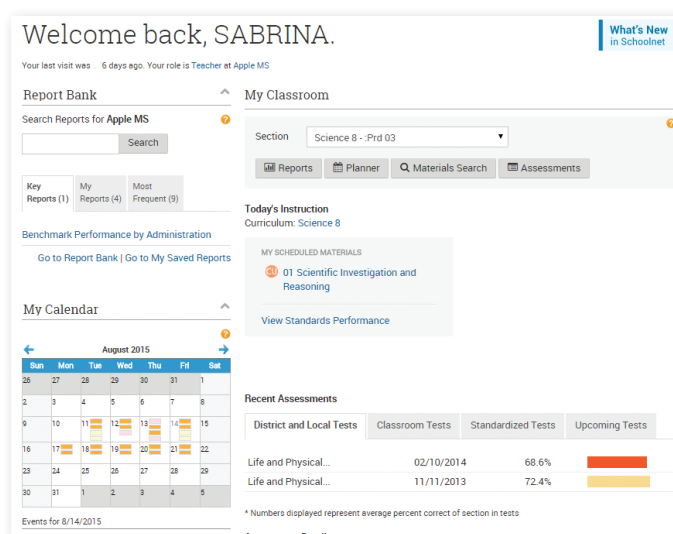 Welcome back, SABRINA.
What's New
in Schoolnet
Your last visit was 6 days ago. Your role is Teacher at Apple MS
Report Bank
Search Reports for Apple MS
Search
Key
Reports (1)
My
Reports (4)
Most
Frequent (9)
Benchmark Performance by Administration
Go to Report Bank | Go to My Saved Reports
My Calendar
August 2015
Sun Mon Tue Wed Thu Fri Sat
26 27 28 29 30 31 1
2 3 4 5 6 7 8
9 10 11 12 13 14 15
16 17 18 19 20 21 22
23 24 25 26 27 28 29
30 31 1 2 3 4 5
Events for 8/14/2015
My Classroom
Section Science 8 - :Prd 03
Reports Planner Materials Search Assessments
Today's Instruction
Curriculum: Science 8
MY SCHEDULED MATERIALS
CU 01 Scientific Investigation and
Reasoning
View Standards Performance
Recent Assessments
District and Local Tests Classroom Tests Standardized Tests Upcoming Tests
Life and Physical... 02/10/2014 68.6%
Life and Physical... 11/11/2013 72.4%
* Numbers displayed represent average percent correct of section in tests